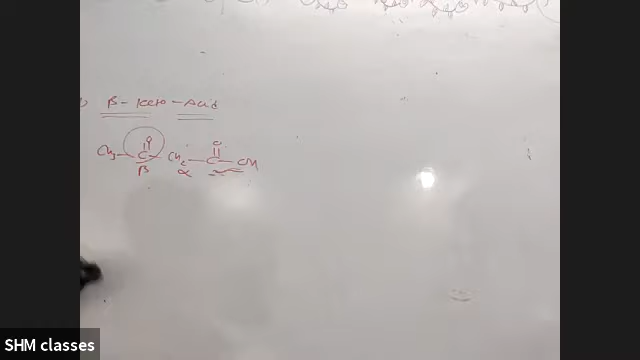 β-Keto-Acid
O O
CH3-C-CH2-C-OH
β α
SHM classes